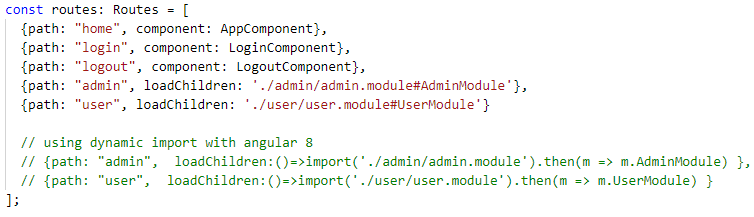 const routes: Routes = [
  {path: "home", component: AppComponent},
  {path: "login", component: LoginComponent},
  {path: "logout", component: LogoutComponent},
  {path: "admin", loadChildren: './admin/admin.module#AdminModule'},
  {path: "user", loadChildren: './user/user.module#UserModule'}
  // using dynamic import with angular 8
  // {path: "admin",  loadChildren:()=>import('./admin/admin.module').then(m => m.AdminModule) },
  // {path: "user",  loadChildren:()=>import('./user/user.module').then(m => m.UserModule) }
];